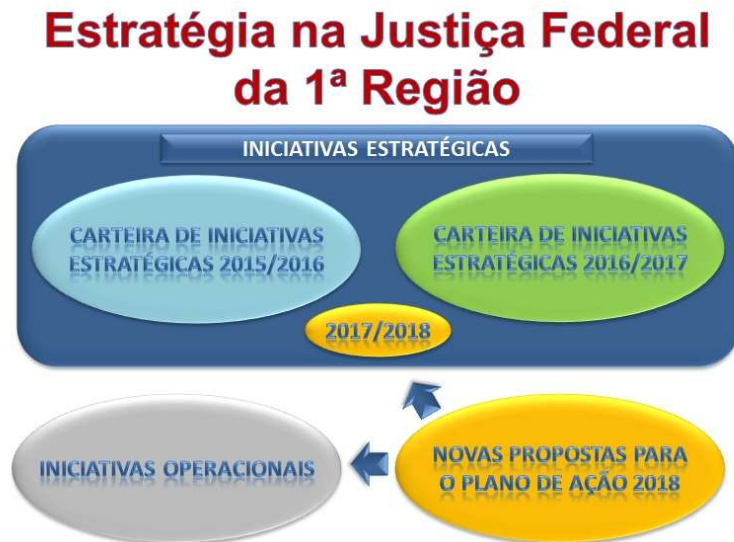 Estratégia na Justiça Federal
da 1ª Região
INICIATIVAS ESTRATÉGICAS
CARTEIRA DE INICIATIVAS
ESTRATÉGICAS 2015/2016
CARTEIRA DE INICIATIVAS
ESTRATÉGICAS 2016/2017
2017/2018
INICIATIVAS OPERACIONAIS
NOVAS PROPOSTAS PARA
O PLANO DE AÇÃO 2018